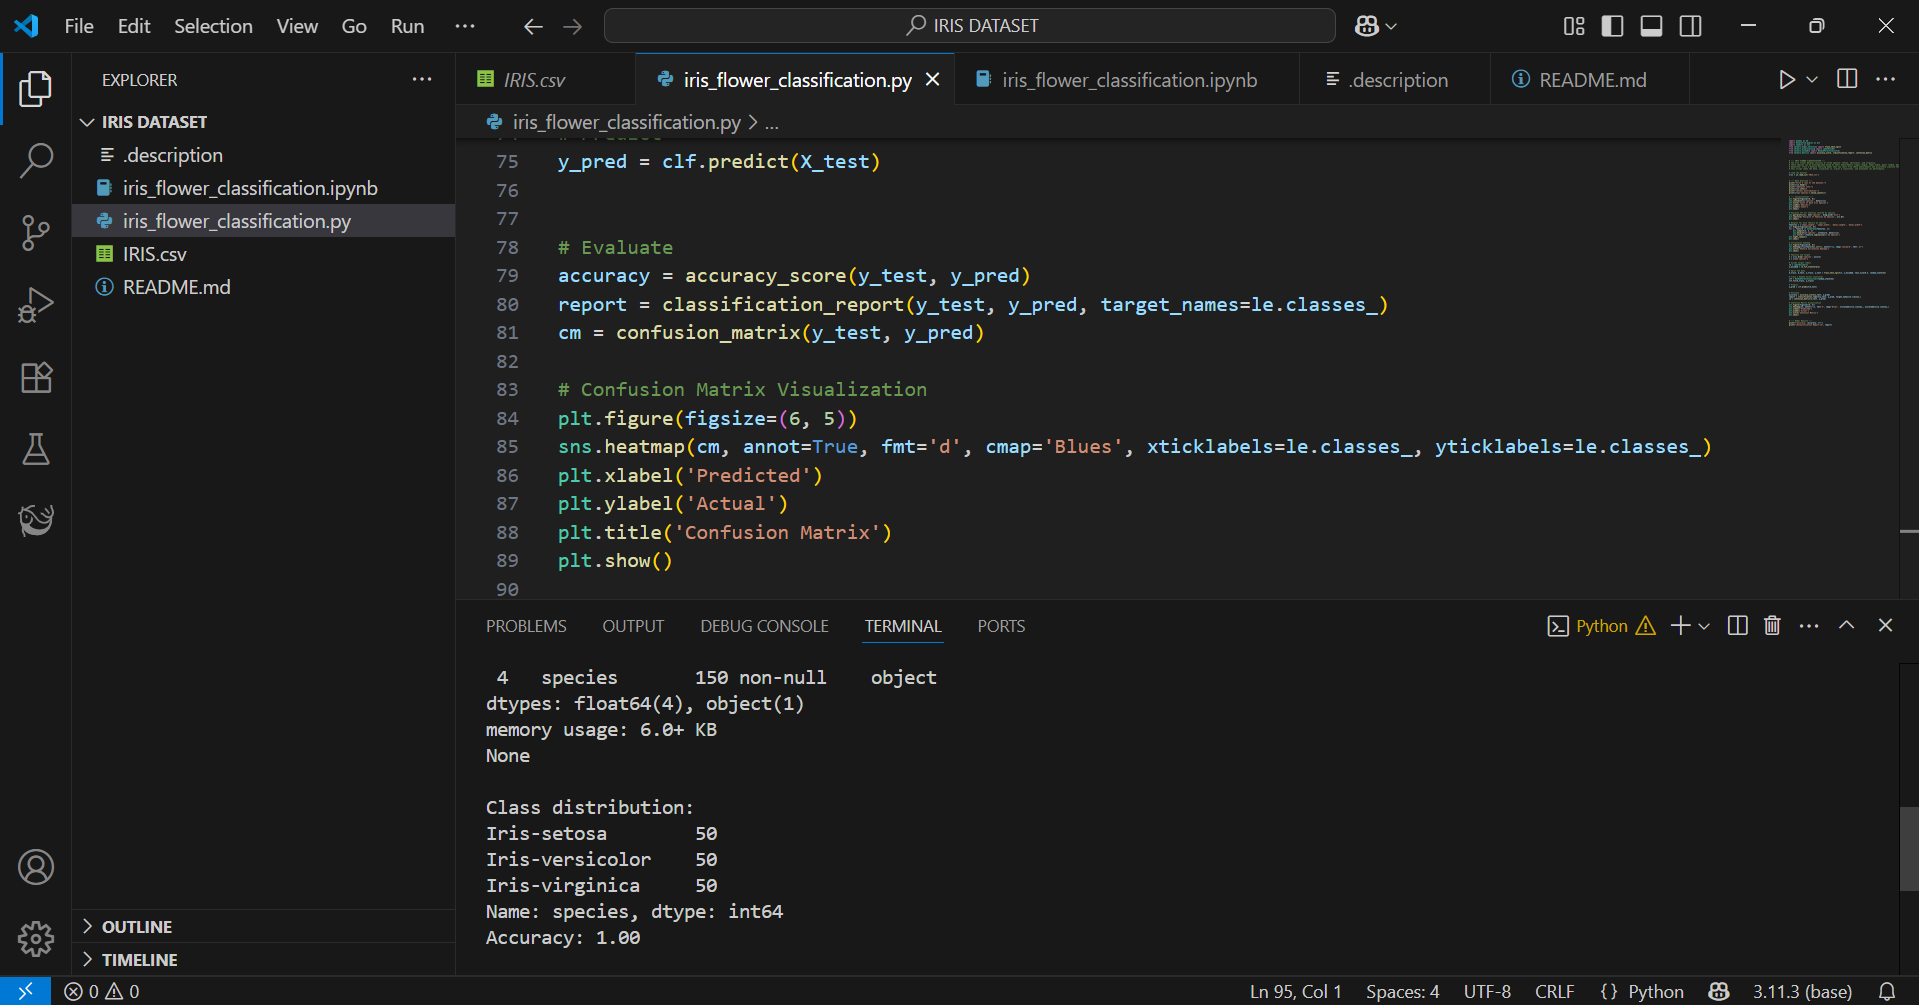 File Edit Selection View Go Run ··· IRIS DATASET
EXPLORER ···
IRIS DATASET
.description
iris_flower_classification.ipynb
iris_flower_classification.py
IRIS.csv
README.md
OUTLINE
TIMELINE
IRIS.csv iris_flower_classification.py iris_flower_classification.ipynb .description README.md
iris_flower_classification.py > ...
75 y_pred = clf.predict(X_test)
76
77
78 # Evaluate
79 accuracy = accuracy_score(y_test, y_pred)
80 report = classification_report(y_test, y_pred, target_names=le.classes_)
81 cm = confusion_matrix(y_test, y_pred)
82
83 # Confusion Matrix Visualization
84 plt.figure(figsize=(6, 5))
85 sns.heatmap(cm, annot=True, fmt='d', cmap='Blues', xticklabels=le.classes_, yticklabels=le.classes_)
86 plt.xlabel('Predicted')
87 plt.ylabel('Actual')
88 plt.title('Confusion Matrix')
89 plt.show()
90
PROBLEMS OUTPUT DEBUG CONSOLE TERMINAL PORTS Python
4 species 150 non-null object
dtypes: float64(4), object(1)
memory usage: 6.0+ KB
None
Class distribution:
Iris-setosa 50
Iris-versicolor 50
Iris-virginica 50
Name: species, dtype: int64
Accuracy: 1.00
0 0 Ln 95, Col 1 Spaces: 4 UTF-8 CRLF {} Python 3.11.3 (base)